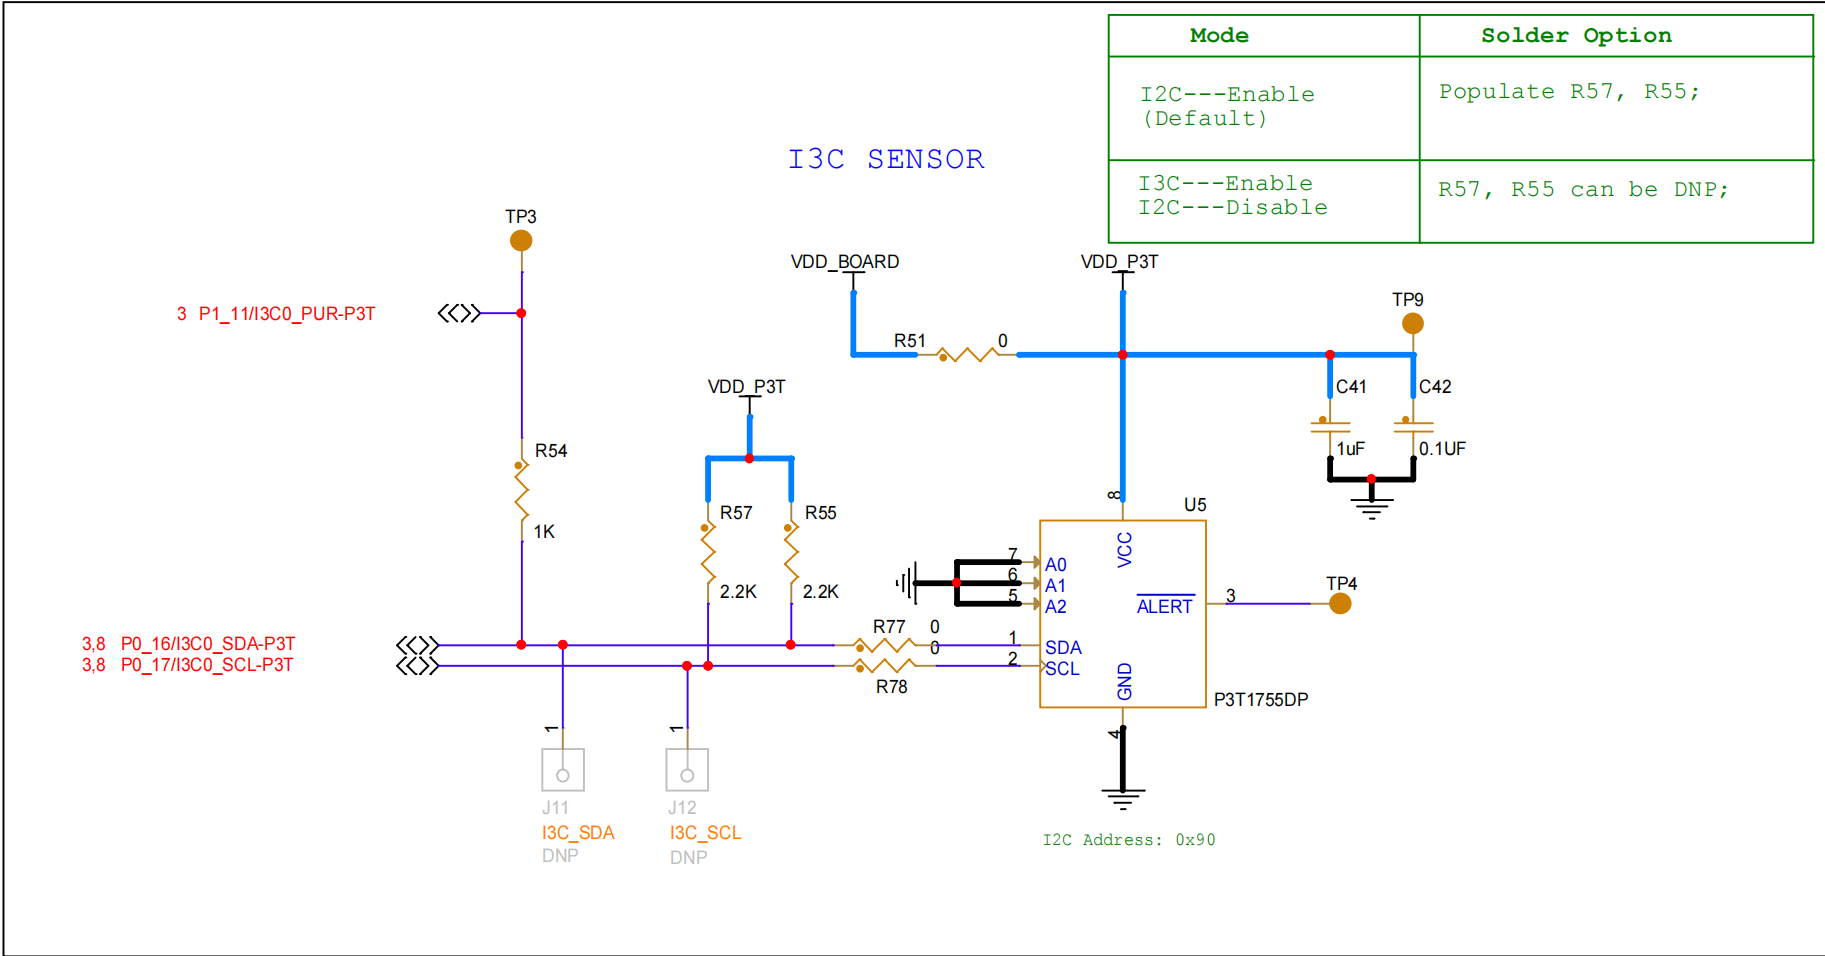 Mode
Solder Option
I2C---Enable
(Default)
Populate R57, R55;
I3C---Enable
I2C---Disable
R57, R55 can be DNP;
I3C SENSOR
TP3
3 P1_11/I3C0_PUR-P3T
VDD_BOARD
VDD_P3T
TP9
R51
0
C41
1uF
C42
0.1UF
VDD_P3T
R54
1K
R57
2.2K
R55
2.2K
8
U5
VCC
7
A0
6
A1
5
A2
ALERT
3
TP4
3,8 P0_16/I3C0_SDA-P3T
3,8 P0_17/I3C0_SCL-P3T
R77
0
0
R78
1
SDA
2
SCL
GND
4
P3T1755DP
1
J11
I3C_SDA
DNP
1
J12
I3C_SCL
DNP
I2C Address: 0x90